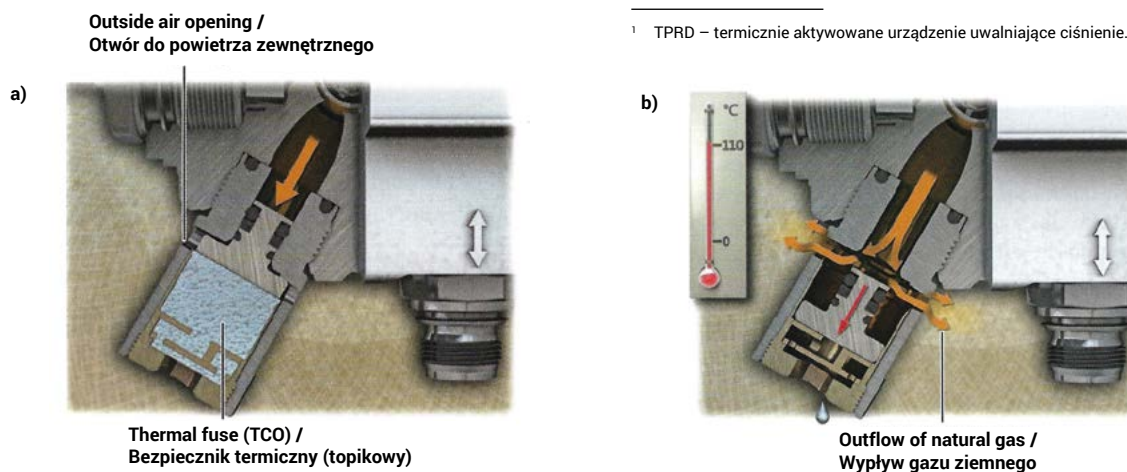 Outside air opening /
Otwór do powietrza zewnętrznego
a)
Thermal fuse (TCO) /
Bezpiecznik termiczny (topikowy)
¹ TPRD – termicznie aktywowane urządzenie uwalniające ciśnienie.
b)
°C
110
0
Outflow of natural gas /
Wypływ gazu ziemnego